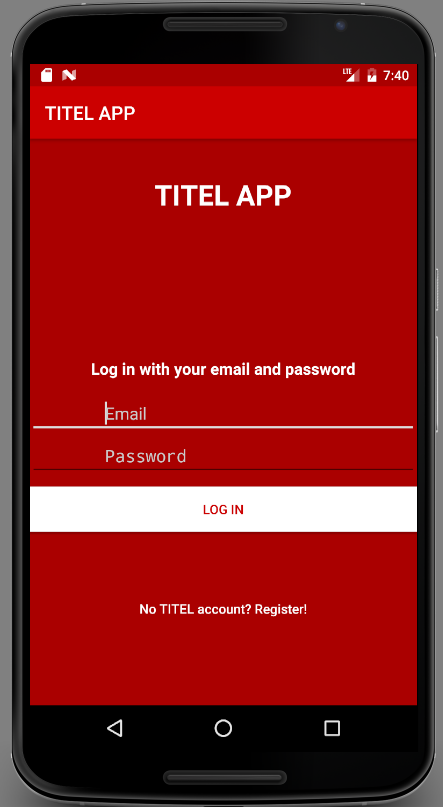 LTE 7:40
TITEL APP
TITEL APP
Log in with your email and password
Email
Password
LOG IN
No TITEL account? Register!